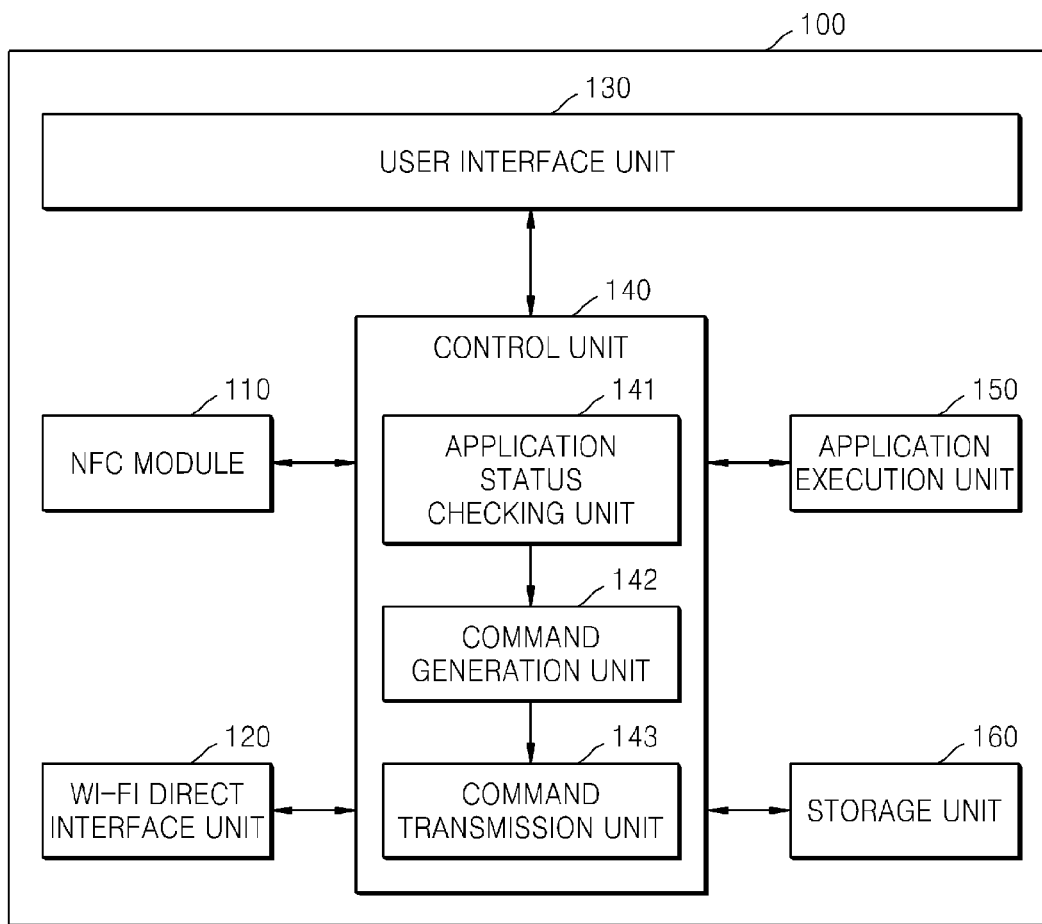 100
130
USER INTERFACE UNIT
140
CONTROL UNIT
110
NFC MODULE
141
APPLICATION
STATUS
CHECKING UNIT
150
APPLICATION
EXECUTION UNIT
142
COMMAND
GENERATION UNIT
120
WI-FI DIRECT
INTERFACE UNIT
143
COMMAND
TRANSMISSION UNIT
160
STORAGE UNIT